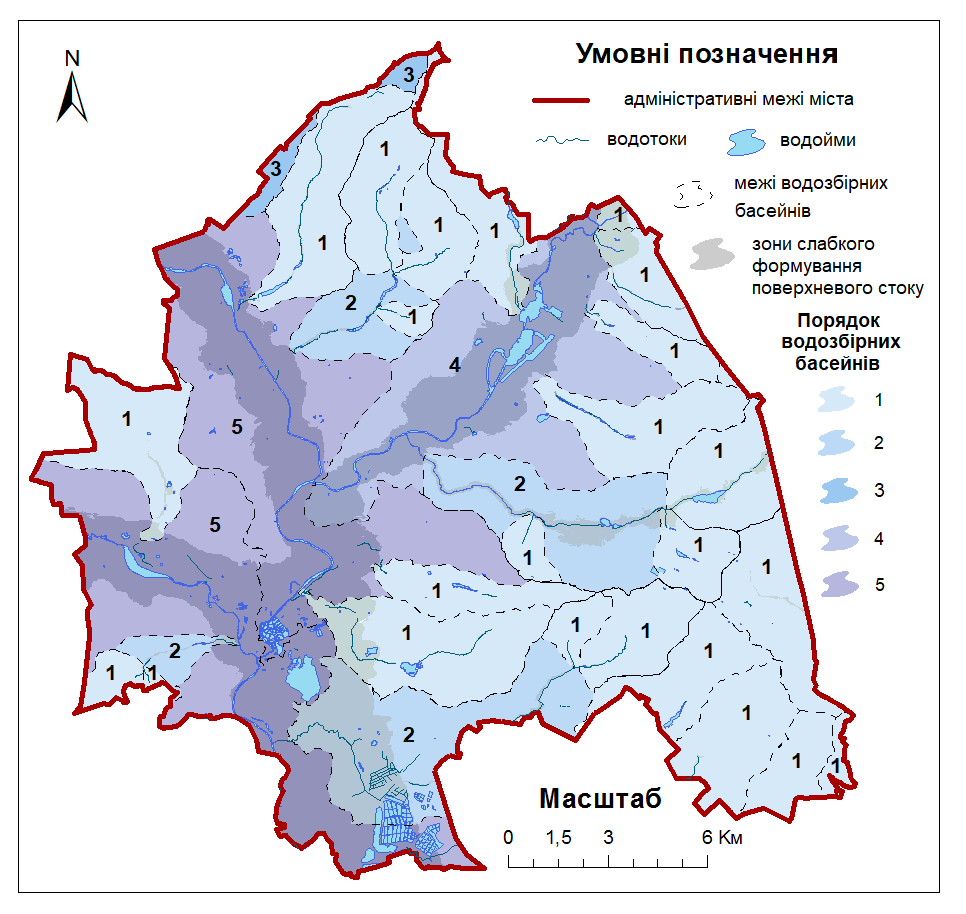 N
Умовні позначення
адміністративні межі міста
водотоки
водойми
межі водозбірних
басейнів
зони слабкого
формування
поверхневого стоку
Порядок
водозбірних
басейнів
1
2
3
4
5
3
3
1
1
1
1
1
1
2
1
1
4
1
5
1
1
2
5
1
1
1
1
1
1
1
2
1
1
1
1
2
1
1
Масштаб
0 1,5 3 6 Км